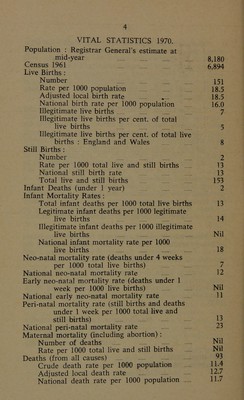 4
VITAL STATISTICS 1970.
Population : Registrar General's estimate at
mid-year 8,180
Census 1961 6,894
Live Births :
Number 151
Rate per 1000 population 18.5
Adjusted local birth rate 18.5
National birth rate per 1000 population 16.0
Illegitimate live births 7
Illegitimate live births per cent. of total
live births 5
Illegitimate live births per cent. of total live
births : England and Wales 8
Still Births :
Number 2
Rate per 1000 total live and still births 13
National still birth rate 13
Total live and still births 153
Infant Deaths (under 1 year) 2
Infant Mortality Rates :
Total infant deaths per 1000 total live births 13
Legitimate infant deaths per 1000 legitimate
live births 14
Illegitimate infant deaths per 1000 illegitimate
live births Nil
National infant mortality rate per 1000
live births 18
Neo-natal mortality rate (deaths under 4 weeks
per 1000 total live births) 7
National neo-natal mortality rate 12
Early neo-natal mortality rate (deaths under 1
week per 1000 live births) Nil
National early neo-natal mortality rate 11
Peri-natal mortality rate (still births and deaths
under 1 week per 1000 total live and
still births) 13
National peri-natal mortality rate 23
Maternal mortality (including abortion) :
Number of deaths Nil
Rate per 1000 total live and still births Nil
Deaths (from all causes) 93
Crude death rate per 1000 population 11.4
Adjusted local death rate 12.7
National death rate per 1000 population 11.7